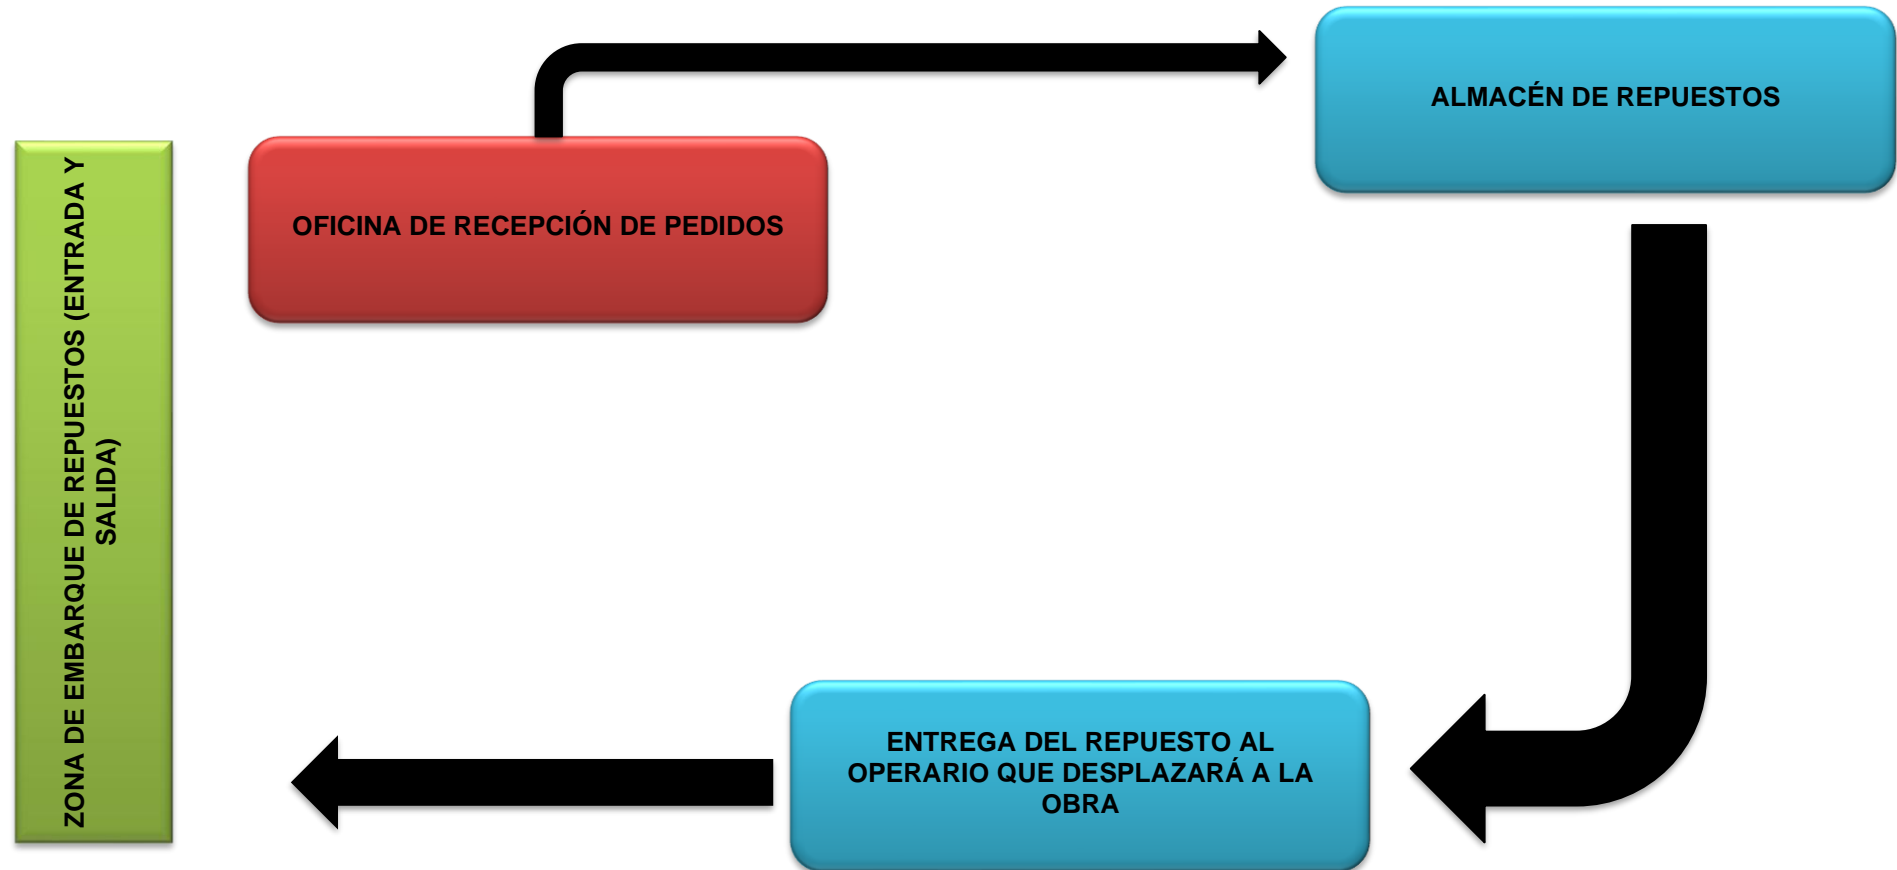 ALMACÉN DE REPUESTOS
OFICINA DE RECEPCIÓN DE PEDIDOS
ZONA DE EMBARQUE DE REPUESTOS (ENTRADA Y
SALIDA)
ENTREGA DEL REPUESTO AL
OPERARIO QUE DESPLAZARÁ A LA
OBRA